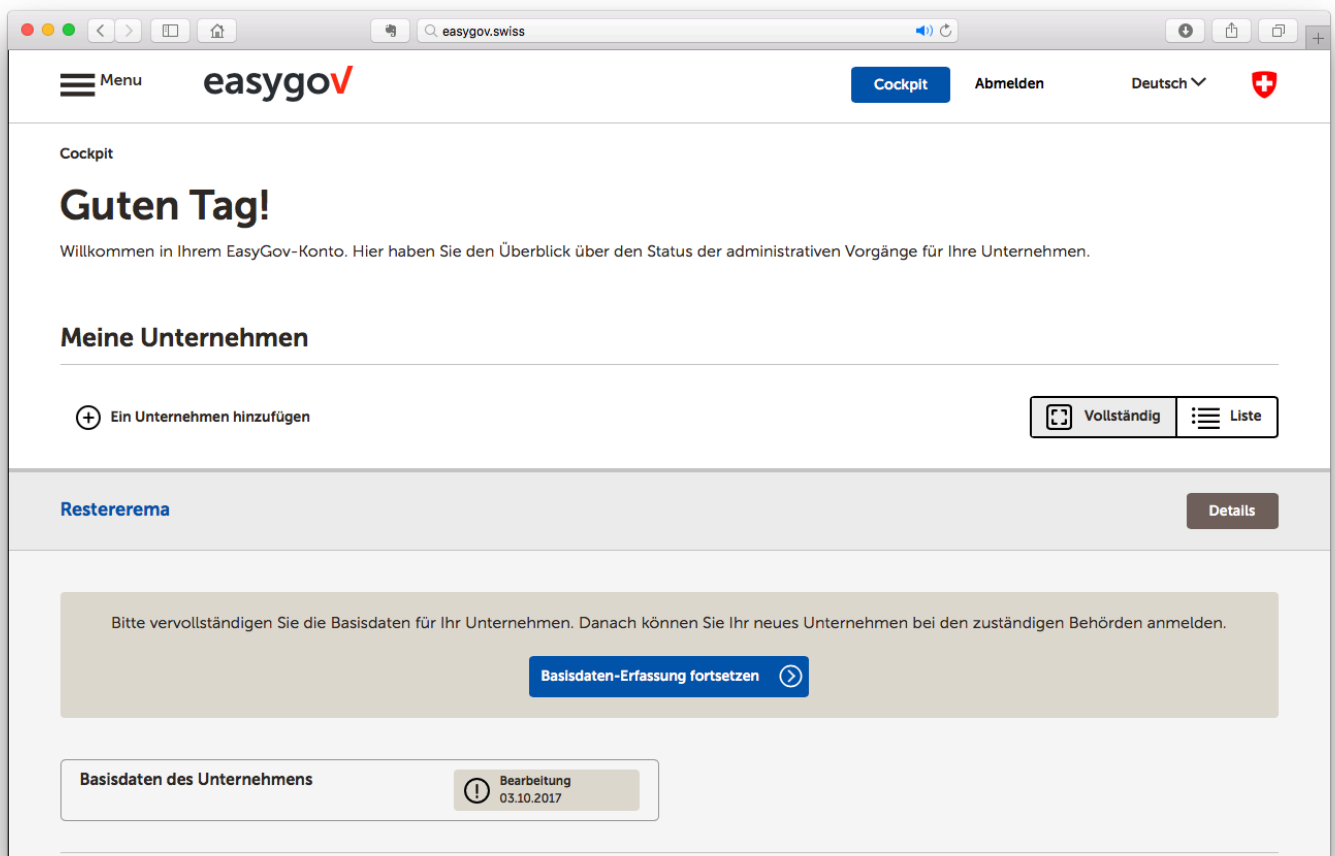 easygov.swiss
Menu
easygov
Cockpit
Abmelden
Deutsch
Cockpit
Guten Tag!
Willkommen in Ihrem EasyGov-Konto. Hier haben Sie den Überblick über den Status der administrativen Vorgänge für Ihre Unternehmen.
Meine Unternehmen
Ein Unternehmen hinzufügen
Vollständig
Liste
Restererema
Details
Bitte vervollständigen Sie die Basisdaten für Ihr Unternehmen. Danach können Sie Ihr neues Unternehmen bei den zuständigen Behörden anmelden.
Basisdaten-Erfassung fortsetzen
Basisdaten des Unternehmens
Bearbeitung
03.10.2017